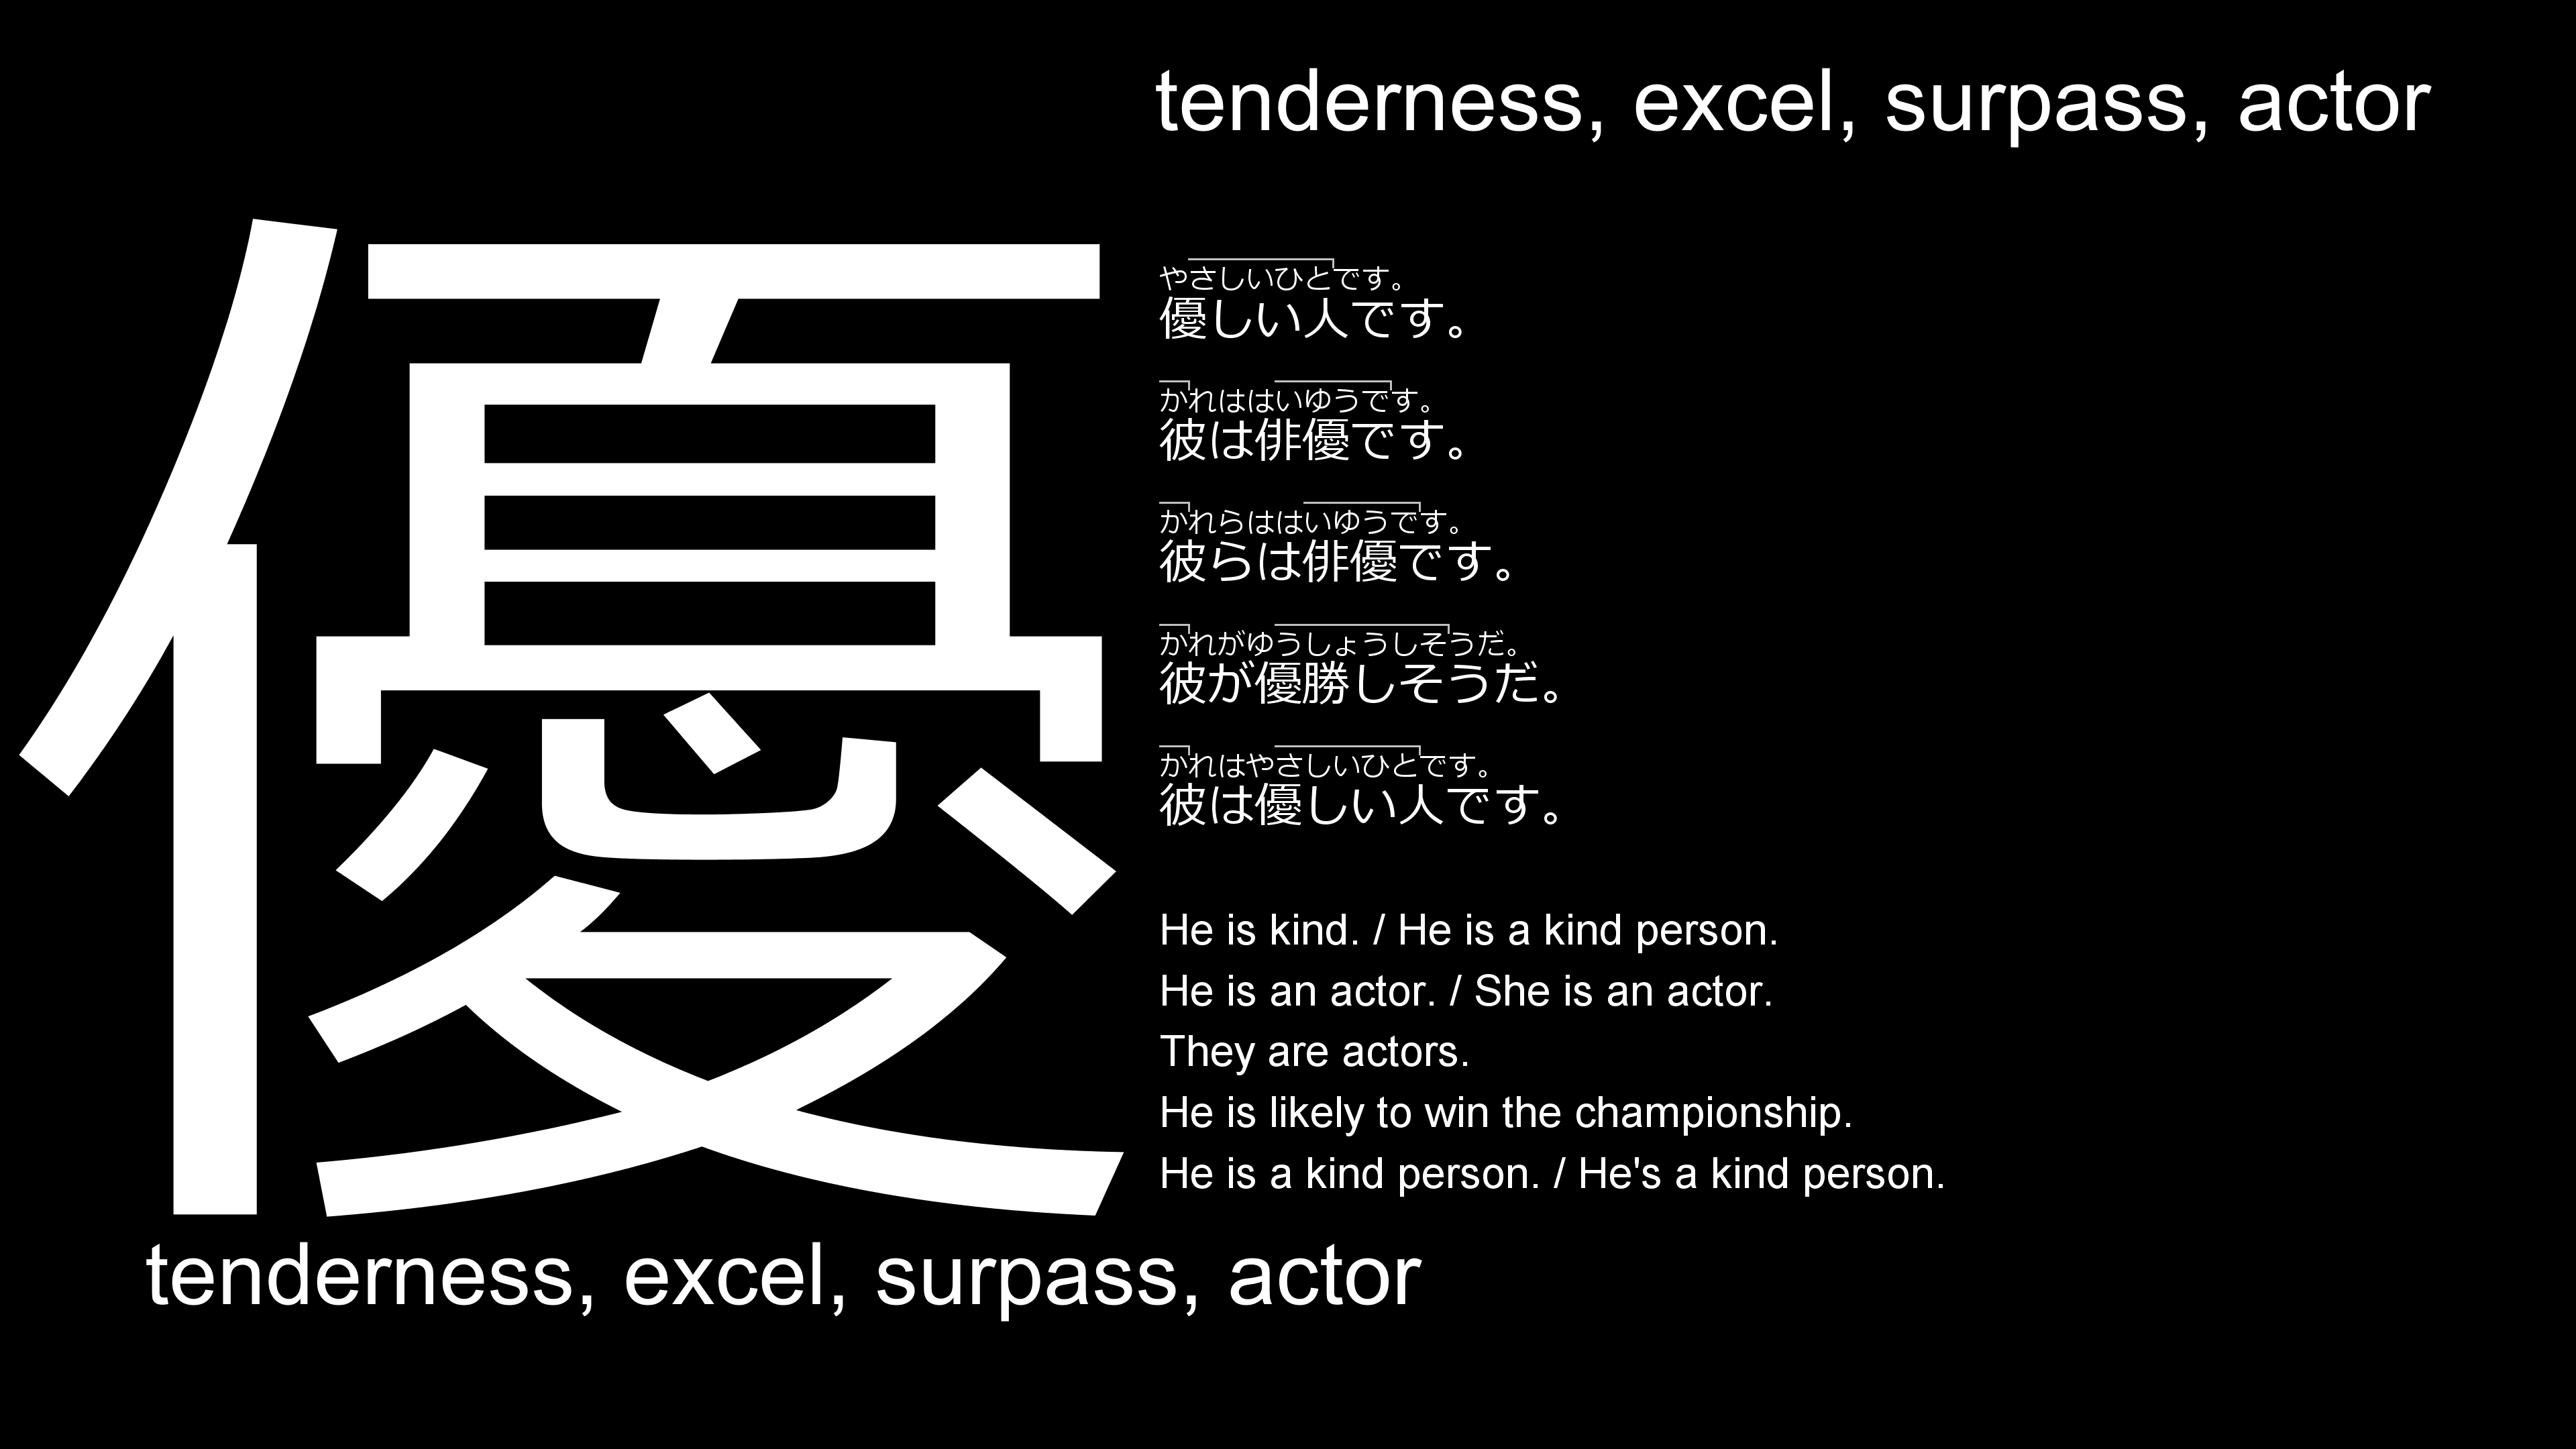 tenderness, excel, surpass, actor
優
やさしいひとです。
優しい人です。
かれははいゆうです。
彼は俳優です。
かれらははいゆうです。
彼らは俳優です。
かれがゆうしょうしそうだ。
彼が優勝しそうだ。
かれはやさしいひとです。
彼は優しい人です。
He is kind. / He is a kind person.
He is an actor. / She is an actor.
They are actors.
He is likely to win the championship.
He is a kind person. / He's a kind person.
tenderness, excel, surpass, actor